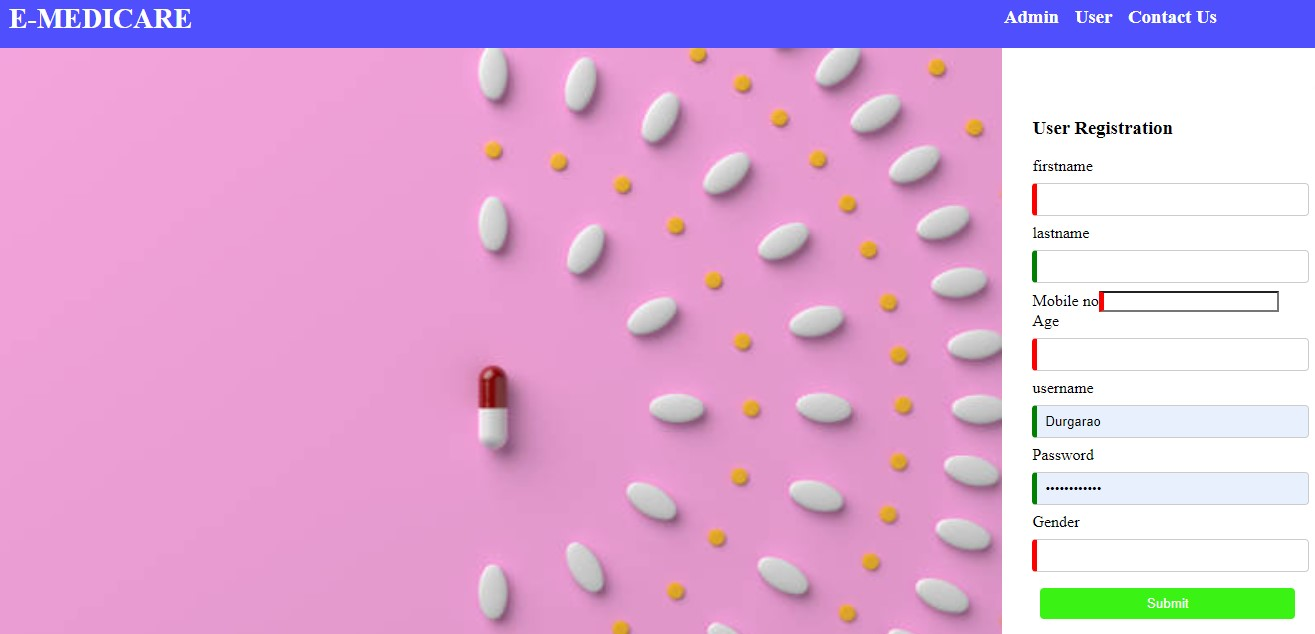 E-MEDICARE
Admin User Contact Us
User Registration
firstname
lastname
Mobile no
Age
username
Durgarao
Password
••••••••••••
Gender
Submit